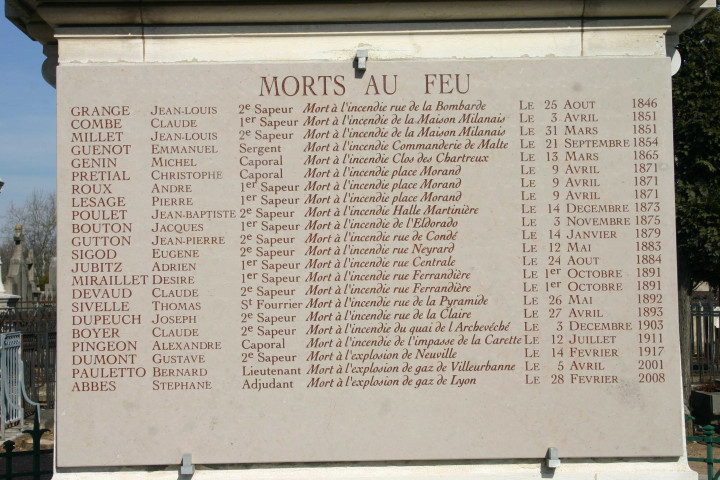 MORTS AU FEU
GRANGE JEAN-LOUIS 2e SAPEUR Mort à l'incendie rue de la Bombarde LE 25 AOUT 1846
COMBE CLAUDE 1er SAPEUR Mort à l'incendie de la Maison Milanais LE 3 AVRIL 1851
MILLET JEAN-LOUIS 2e SAPEUR Mort à l'incendie de la Maison Milanais LE 31 MARS 1851
GUENOT EMMANUEL Sergent Mort à l'incendie Commanderie de Malte LE 21 SEPTEMBRE 1854
GENIN MICHEL Caporal Mort à l'incendie Clos des Chartreux LE 13 MARS 1865
PRETIAL CHRISTOPHE Caporal Mort à l'incendie place Morand LE 9 AVRIL 1871
ROUX ANDRE 1er Sapeur Mort à l'incendie place Morand LE 9 AVRIL 1871
LESAGE PIERRE 1er Sapeur Mort à l'incendie place Morand LE 9 AVRIL 1871
POULET JEAN-BAPTISTE 2e Sapeur Mort à l'incendie Halle Martinière LE 14 DECEMBRE 1873
BOUTON JACQUES 1er Sapeur Mort à l'incendie de l'Eldorado LE 3 NOVEMBRE 1875
GUTTON JEAN-PIERRE 2e Sapeur Mort à l'incendie rue de Condé LE 14 JANVIER 1879
SIGOD EUGENE 2e Sapeur Mort à l'incendie rue Neyrard LE 12 MAI 1883
JUBITZ ADRIEN 1er Sapeur Mort à l'incendie rue Centrale LE 24 AOUT 1884
MIRAILLET DESIRE 1er Sapeur Mort à l'incendie rue Ferrandière LE 1er OCTOBRE 1891
DEVAUD CLAUDE 2e Sapeur Mort à l'incendie rue Ferrandière LE 1er OCTOBRE 1891
SIVELLE THOMAS St Fourrier Mort à l'incendie rue de la Pyramide LE 26 MAI 1892
DUPEUCH JOSEPH 2e Sapeur Mort à l'incendie rue de la Claire LE 27 AVRIL 1893
BOYER CLAUDE 2e Sapeur Mort à l'incendie du quai de l'Archevéché LE 3 DECEMBRE 1903
PINGEON ALEXANDRE Caporal Mort à l'incendie de l'impasse de la Carette LE 12 JUILLET 1911
DUMONT GUSTAVE 2e Sapeur Mort à l'explosion de Neuville LE 14 FEVRIER 1917
PAULETTO BERNARD Lieutenant Mort à l'explosion de gaz de Villeurbanne LE 5 AVRIL 2001
ABBES STEPHANE Adjudant Mort à l'explosion de gaz de Lyon LE 28 FEVRIER 2008